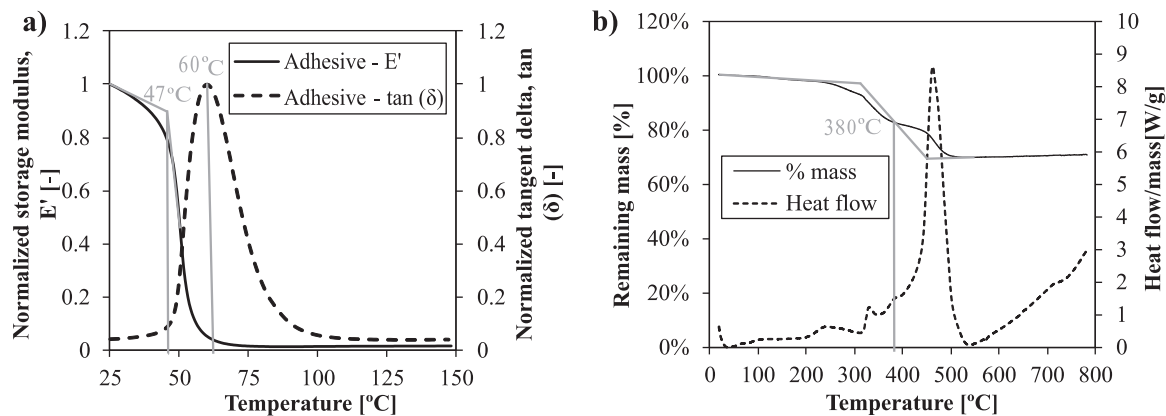 a)
Normalized storage modulus,
E' [-]
1.2
1
0.8
0.6
0.4
0.2
0
25
50
75
100
125
150
Temperature [ºC]
1.2
1
0.8
0.6
0.4
0.2
0
Normalized tangent delta, tan
(δ) [-]
47ºC
60ºC
Adhesive - E'
Adhesive - tan (δ)
b)
Remaining mass [%]
120%
100%
80%
60%
40%
20%
0%
0
100
200
300
400
500
600
700
800
Temperature [ºC]
10
9
8
7
6
5
4
3
2
1
0
Heat flow/mass[W/g]
380ºC
% mass
Heat flow